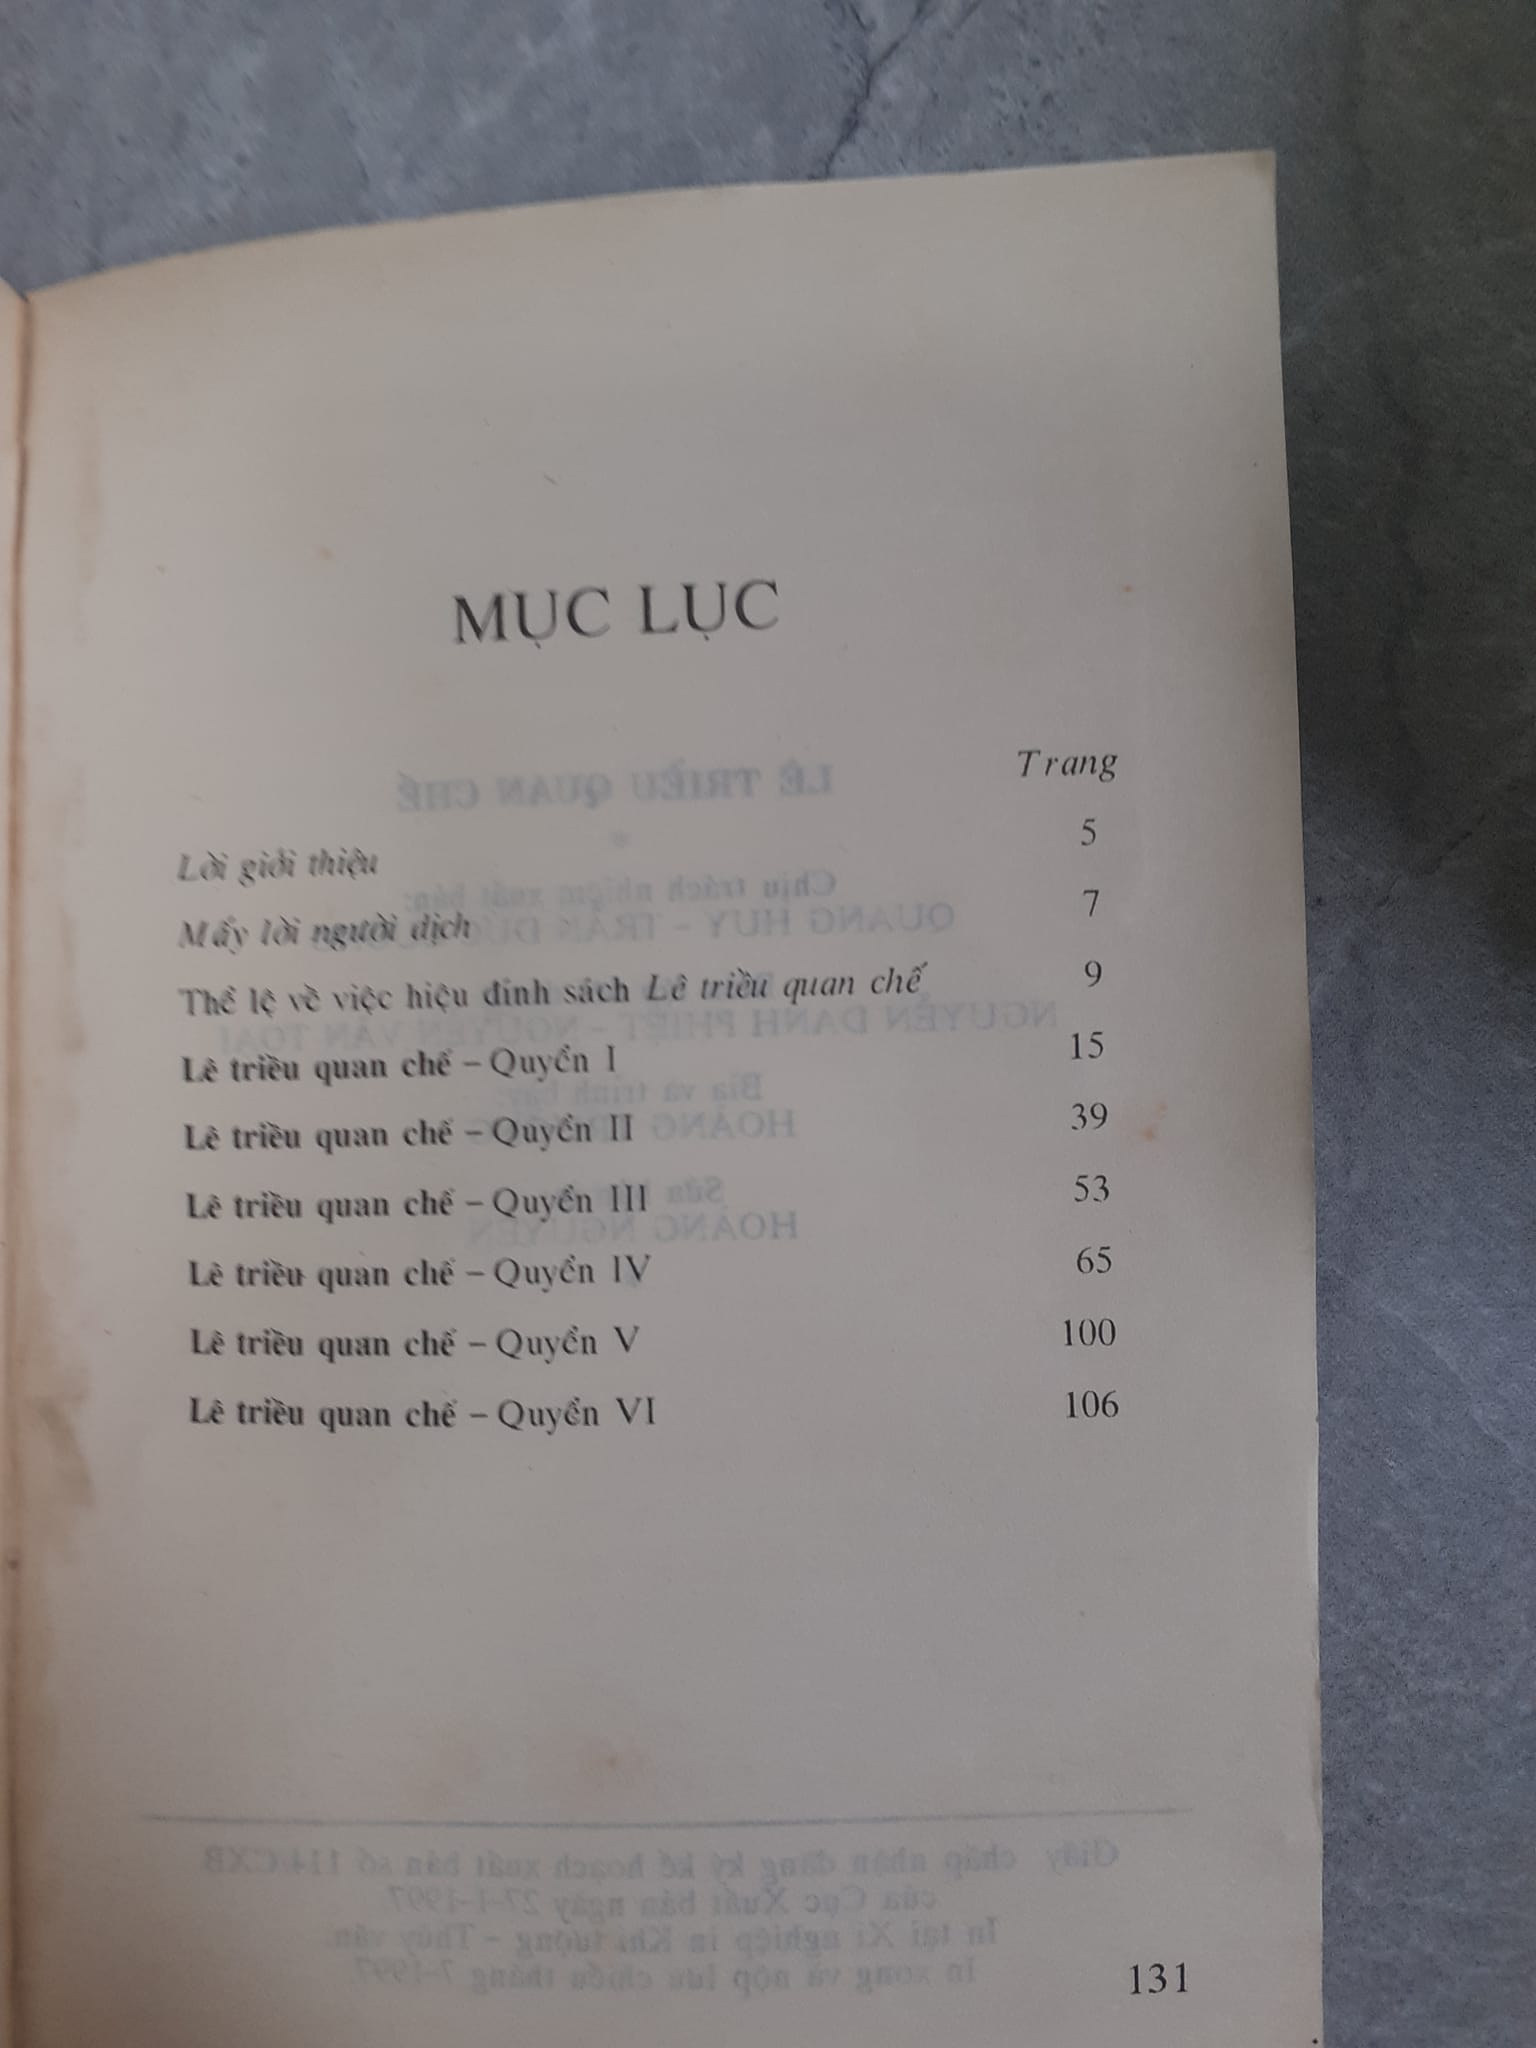 MỤC LỤC
Trang
Lời giới thiệu 5
Mấy lời người dịch 7
Thể lệ về việc hiệu đính sách Lê triều quan chế 9
Lê triều quan chế – Quyển I 15
Lê triều quan chế – Quyển II 39
Lê triều quan chế – Quyển III 53
Lê triều quan chế – Quyển IV 65
Lê triều quan chế – Quyển V 100
Lê triều quan chế – Quyển VI 106
131